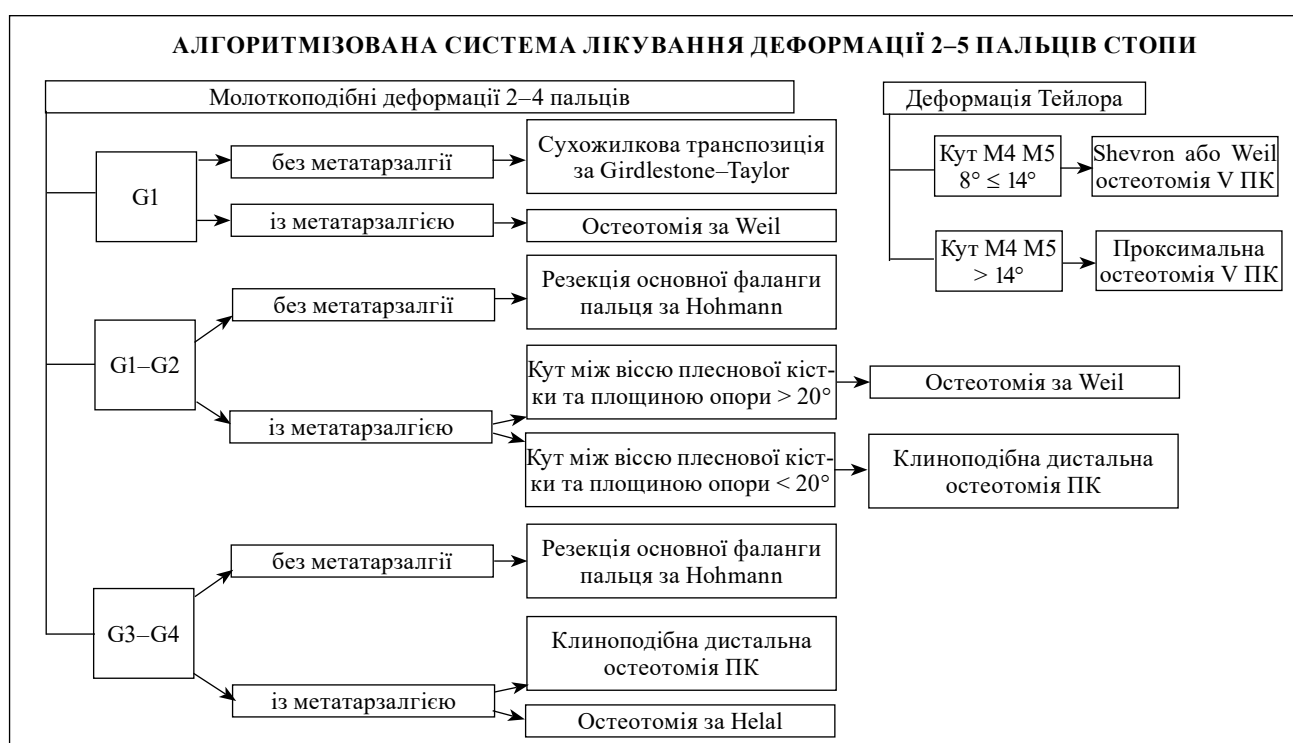 АЛГОРИТМІЗОВАНА СИСТЕМА ЛІКУВАННЯ ДЕФОРМАЦІЇ 2–5 ПАЛЬЦІВ СТОПИ
Молоткоподібні деформації 2–4 пальців
G1
без метатарзалгії
Сухожилкова транспозиція
за Girdlestone–Taylor
із метатарзалгією
Остеотомія за Weil
G1–G2
без метатарзалгії
Резекція основної фаланги
пальця за Hohmann
із метатарзалгією
Кут між віссю плеснової кіст-
ки та площиною опори > 20°
Остеотомія за Weil
Кут між віссю плеснової кіст-
ки та площиною опори < 20°
Клиноподібна дистальна
остеотомія ПК
G3–G4
без метатарзалгії
Резекція основної фаланги
пальця за Hohmann
із метатарзалгією
Клиноподібна дистальна
остеотомія ПК
Остеотомія за Helal
Деформація Тейлора
Кут М4 М5
8° ≤ 14°
Shevron або Weil
остеотомія V ПК
Кут М4 М5
> 14°
Проксимальна
остеотомія V ПК